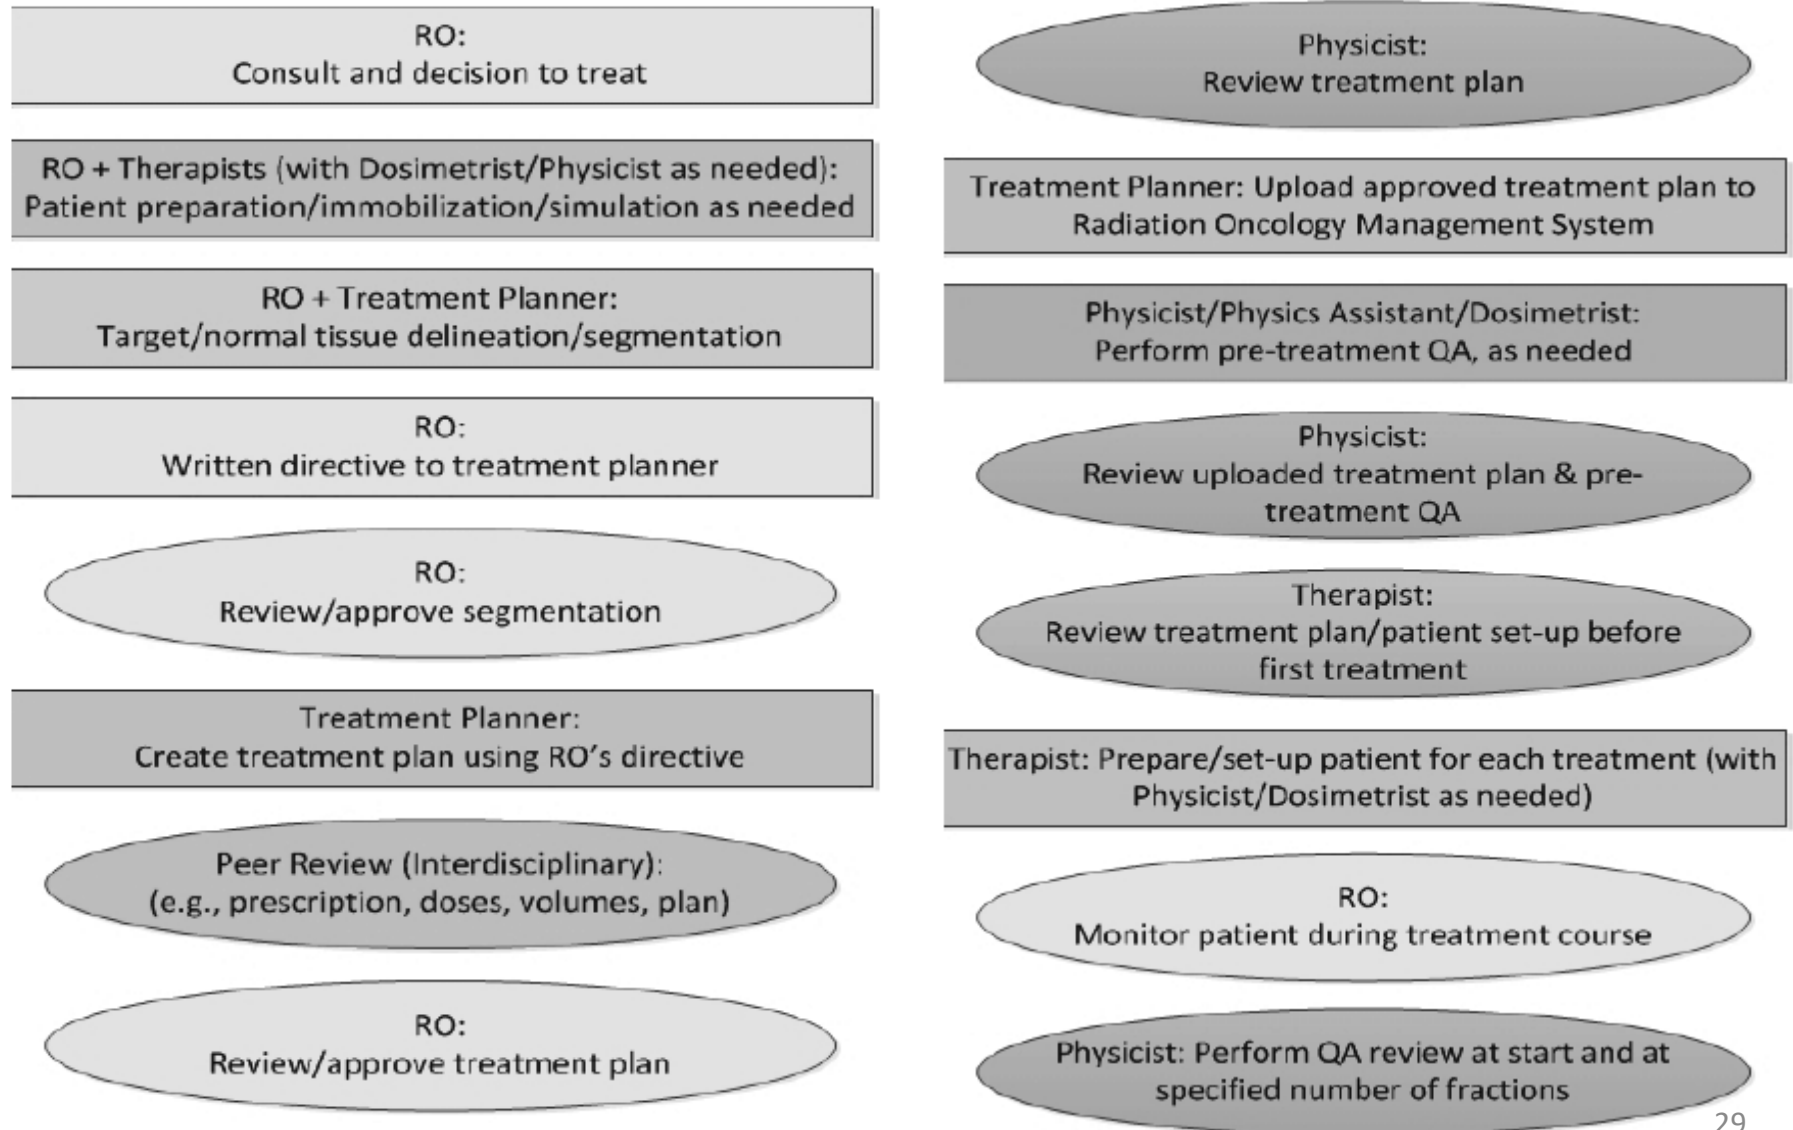 RO:
Consult and decision to treat
RO + Therapists (with Dosimetrist/Physicist as needed):
Patient preparation/immobilization/simulation as needed
RO + Treatment Planner:
Target/normal tissue delineation/segmentation
RO:
Written directive to treatment planner
RO:
Review/approve segmentation
Treatment Planner:
Create treatment plan using RO’s directive
Peer Review (Interdisciplinary):
(e.g., prescription, doses, volumes, plan)
RO:
Review/approve treatment plan
Physicist:
Review treatment plan
Treatment Planner: Upload approved treatment plan to
Radiation Oncology Management System
Physicist/Physics Assistant/Dosimetrist:
Perform pre-treatment QA, as needed
Physicist:
Review uploaded treatment plan & pre-
treatment QA
Therapist:
Review treatment plan/patient set-up before
first treatment
Therapist: Prepare/set-up patient for each treatment (with
Physicist/Dosimetrist as needed)
RO:
Monitor patient during treatment course
Physicist: Perform QA review at start and at
specified number of fractions
29